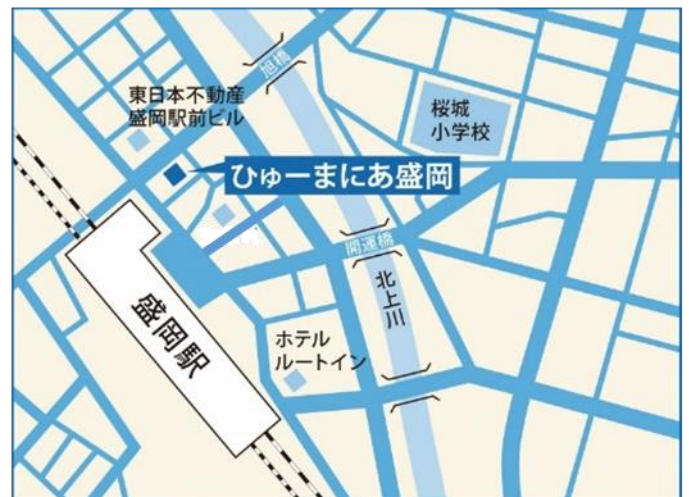 旭橋
東日本不動産
盛岡駅前ビル
桜城
小学校
ひゅーまにあ盛岡
開運橋
北上川
盛岡駅
ホテル
ルートイン